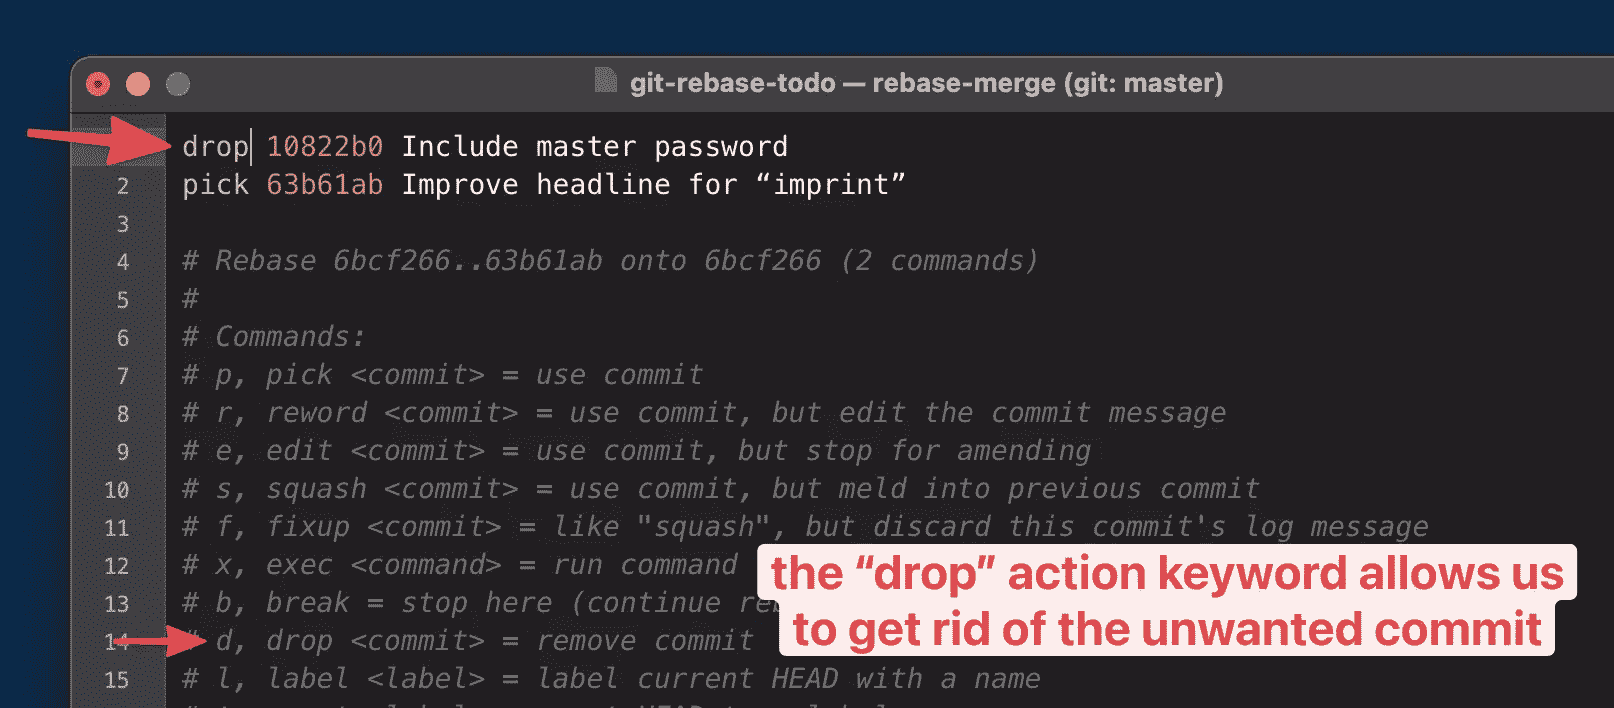 git-rebase-todo — rebase-merge (git: master)
drop 10822b0 Include master password
2 pick 63b61ab Improve headline for “imprint”
3
4 # Rebase 6bcf266..63b61ab onto 6bcf266 (2 commands)
5 #
6 # Commands:
7 # p, pick <commit> = use commit
8 # r, reword <commit> = use commit, but edit the commit message
9 # e, edit <commit> = use commit, but stop for amending
10 # s, squash <commit> = use commit, but meld into previous commit
11 # f, fixup <commit> = like "squash", but discard this commit's log message
12 # x, exec <command> = run command
13 # b, break = stop here (continue
14 # d, drop <commit> = remove commit
15 # l, label <label> = label current HEAD with a name
the “drop” action keyword allows us
to get rid of the unwanted commit